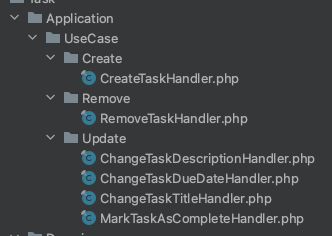 Application
UseCase
Create
CreateTaskHandler.php
Remove
RemoveTaskHandler.php
Update
ChangeTaskDescriptionHandler.php
ChangeTaskDueDateHandler.php
ChangeTaskTitleHandler.php
MarkTaskAsCompleteHandler.php